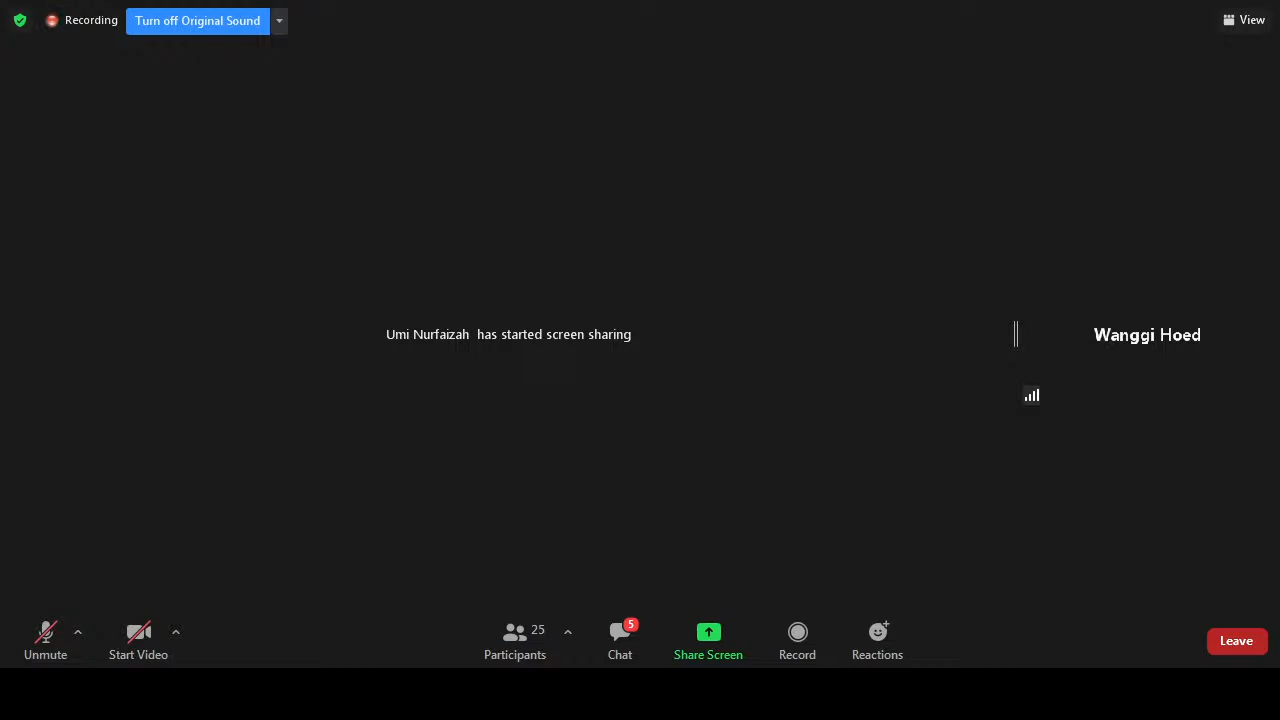 Recording
Turn off Original Sound
View
Umi Nurfaizah has started screen sharing
Wanggi Hoed
Unmute
Start Video
25
Participants
5
Chat
Share Screen
Record
Reactions
Leave